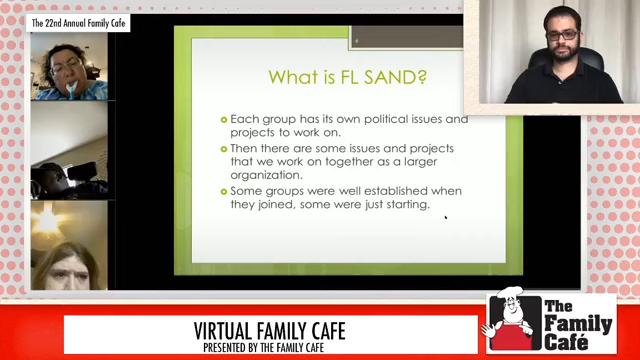 The 22nd Annual Family Cafe
What is FL SAND?
Each group has its own political issues and
projects to work on.
Then there are some issues and projects
that we work on together as a larger
organization.
Some groups were well established when
they joined, some were just starting.
VIRTUAL FAMILY CAFE
PRESENTED BY THE FAMILY CAFE
The
Family
Café